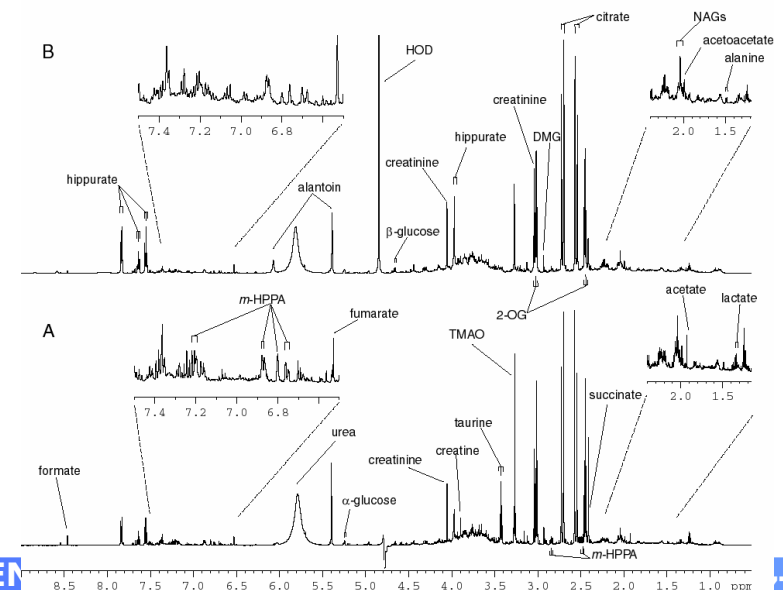 B
HOD
citrate
NAGs
acetoacetate
alanine
7.4 7.2 7.0 6.8
2.0 1.5
creatinine
hippurate
DMG
creatinine
hippurate
alantoin
β-glucose
2-OG
A
m-HPPA
fumarate
TMAO
acetate
lactate
7.4 7.2 7.0 6.8
2.0 1.5
succinate
taurine
urea
creatine
creatinine
formate
α-glucose
m-HPPA
EN
8.5 8.0 7.5 7.0 6.5 6.0 5.5 5.0 4.5 4.0 3.5 3.0 2.5 2.0 1.5 1.0 ppm